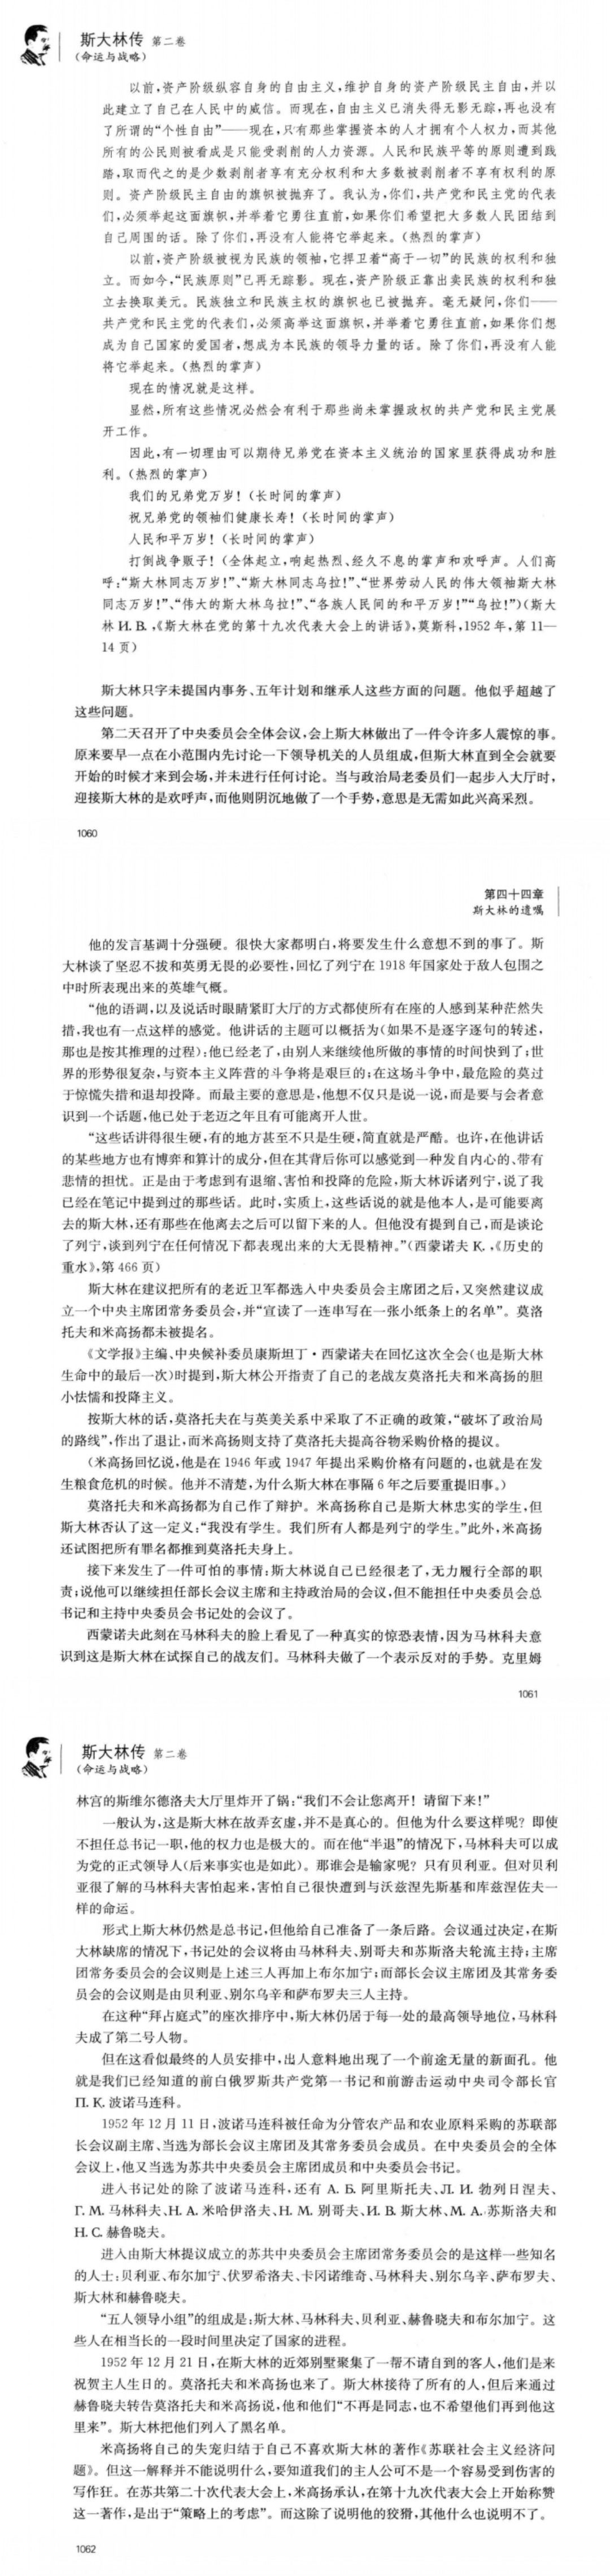 斯大林传 第二卷
(命运与战略)
以前,资产阶级纵容自身的自由主义,维护自身的资产阶级民主自由,并以
此建立了自己在人民中的威信。而现在,自由主义已消失得无影无踪,再也没有
了所谓的“个性自由”——现在,只有那些掌握资本的人才拥有个人权力,而其他
所有的公民则被看成是只能受剥削的人力资源。人民和民族平等的原则遭到践
踏,取而代之的是少数剥削者享有充分权利和大多数被剥削者不享有权利的原
则。资产阶级民主自由的旗帜被抛弃了。我认为,你们,共产党和民主党的代表
们,必须举起这面旗帜,并举着它勇往直前,如果你们希望把大多数人民团结到
自己周围的话。除了你们,再没有人能将它举起来。(热烈的掌声)
以前,资产阶级被视为民族的领袖,它捍卫着“高于一切”的民族的权利和独
立。而如今,“民族原则”已再无踪影。现在,资产阶级正靠出卖民族的权利和独
立去换取美元。民族独立和民族主权的旗帜也已被抛弃。毫无疑问,你们——
共产党和民主党的代表们,必须高举这面旗帜,并举着它勇往直前,如果你们想
成为自己国家的爱国者,想成为本民族的领导力量的话。除了你们,再没有人能
将它举起来。(热烈的掌声)
现在的情况就是这样。
显然,所有这些情况必然会有利于那些尚未掌握政权的共产党和民主党展
开工作。
因此,有一切理由可以期待兄弟党在资本主义统治的国家里获得成功和胜
利。(热烈的掌声)
我们的兄弟党万岁!(长时间的掌声)
祝兄弟党的领袖们健康长寿!(长时间的掌声)
人民和平万岁!(长时间的掌声)
打倒战争贩子!(全体起立,响起热烈、经久不息的掌声和欢呼声。人们高
呼:“斯大林同志万岁!”、“斯大林同志乌拉!”、“世界劳动人民的伟大领袖斯大林
同志万岁!”、“伟大的斯大林乌拉!”、“各族人民间的和平万岁!”“乌拉!”)(斯大
林 И. В.,《斯大林在党的第十九次代表大会上的讲话》,莫斯科,1952 年,第 11—
14 页)
斯大林只字未提国内事务、五年计划和继承人这些方面的问题。他似乎超越了
这些问题。
第二天召开了中央委员会全体会议,会上斯大林做出了一件令许多人震惊的事。
原来要早一点在小范围内先讨论一下领导机关的人员组成,但斯大林直到全会就要
开始的时候才来到会场,并未进行任何讨论。当与政治局老委员们一起步入大厅时,
迎接斯大林的是欢呼声,而他则阴沉地做了一个手势,意思是无需如此兴高采烈。
1060
第四十四章
斯大林的遗嘱
他的发言基调十分强硬。很快大家都明白,将要发生什么意想不到的事了。斯
大林谈了坚忍不拔和英勇无畏的必要性,回忆了列宁在 1918 年国家处于敌人包围之
中时所表现出来的英雄气概。
“他的语调,以及说话时眼睛紧盯大厅的方式都使所有在座的人感到某种茫然失
措,我也有一点这样的感觉。他讲话的主题可以概括为(如果不是逐字逐句的转述,
那也是按其推理的过程):他已经老了,由别人来继续他所做的事情的时间快到了;世
界的形势很复杂,与资本主义阵营的斗争将是艰巨的;在这场斗争中,最危险的莫过
于惊慌失措和退却投降。而最主要的意思是,他想不仅只是说一说,而是要与会者意
识到一个话题,他已处于老迈之年且有可能离开人世。
“这些话讲得很生硬,有的地方甚至不只是生硬,简直就是严酷。也许,在他讲话
的某些地方也有博弈和算计的成分,但在其背后你可以感觉到一种发自内心的、带有
悲情的担忧。正是由于考虑到有退缩、害怕和投降的危险,斯大林诉诸列宁,说了我
已经在笔记中提到过的那些话。此时,实质上,这些话说的就是他本人,是可能要离
去的斯大林,还有那些在他离去之后可以留下来的人。但他没有提到自己,而是谈论
了列宁,谈到列宁在任何情况下都表现出来的大无畏精神。”(西蒙诺夫 К.,《历史的
重水》,第 466 页)
斯大林在建议把所有的老近卫军都选入中央委员会主席团之后,又突然建议成
立一个中央主席团常务委员会,并“宣读了一连串写在一张小纸条上的名单”。莫洛
托夫和米高扬都未被提名。
《文学报》主编、中央候补委员康斯坦丁·西蒙诺夫在回忆这次全会(也是斯大林
生命中的最后一次)时提到,斯大林公开指责了自己的老战友莫洛托夫和米高扬的胆
小怯懦和投降主义。
按斯大林的话,莫洛托夫在与英美关系中采取了不正确的政策,“破坏了政治局
的路线”,作出了退让,而米高扬则支持了莫洛托夫提高谷物采购价格的提议。
(米高扬回忆说,他是在 1946 年或 1947 年提出采购价格有问题的,也就是在发
生粮食危机的时候。他并不清楚,为什么斯大林在事隔 6 年之后要重提旧事。)
莫洛托夫和米高扬都为自己作了辩护。米高扬称自己是斯大林忠实的学生,但
斯大林否认了这一定义:“我没有学生。我们所有人都是列宁的学生。”此外,米高扬
还试图把所有罪名都推到莫洛托夫身上。
接下来发生了一件可怕的事情:斯大林说自己已经很老了,无力履行全部的职
责;说他可以继续担任部长会议主席和主持政治局的会议,但不能担任中央委员会总
书记和主持中央委员会书记处的会议了。
西蒙诺夫此刻在马林科夫的脸上看见了一种真实的惊恐表情,因为马林科夫意
识到这是斯大林在试探自己的战友们。马林科夫做了一个表示反对的手势。克里姆
1061
斯大林传 第二卷
(命运与战略)
林宫的斯维尔德洛夫大厅里炸开了锅:“我们不会让您离开!请留下来!”
一般认为,这是斯大林在故弄玄虚,并不是真心的。但他为什么要这样呢?即使
不担任总书记一职,他的权力也是极大的。而在他“半退”的情况下,马林科夫可以成
为党的正式领导人(后来事实也是如此)。那谁会是输家呢?只有贝利亚。但对贝利
亚很了解的马林科夫害怕起来,害怕自己很快遭到与沃兹涅先斯基和库兹涅佐夫一
样的命运。
形式上斯大林仍然是总书记,但他给自己准备了一条后路。会议通过决定,在斯
大林缺席的情况下,书记处的会议将由马林科夫、别哥夫和苏斯洛夫轮流主持;主席
团常务委员会的会议则是上述三人再加上布尔加宁;而部长会议主席团及其常务委
员会的会议则是由贝利亚、别尔乌辛和萨布罗夫三人主持。
在这种“拜占庭式”的座次排序中,斯大林仍居于每一处的最高领导地位,马林科
夫成了第二号人物。
但在这看似最终的人员安排中,出人意料地出现了一个前途无量的新面孔。他
就是我们已经知道的前白俄罗斯共产党第一书记和前游击运动中央司令部长官
П. К. 波诺马连科。
1952 年 12 月 11 日,波诺马连科被任命为分管农产品和农业原料采购的苏联部
长会议副主席、当选为部长会议主席团及其常务委员会成员。在中央委员会的全体
会议上,他又当选为苏共中央委员会主席团成员和中央委员会书记。
进入书记处的除了波诺马连科,还有 А. Б. 阿里斯托夫、Л. И. 勃列日涅夫、
Г. М. 马林科夫、Н. А. 米哈伊洛夫、Н. М. 别哥夫、И. В. 斯大林、М. А. 苏斯洛夫和
Н. С. 赫鲁晓夫。
进入由斯大林提议成立的苏共中央委员会主席团常务委员会的是这样一些知名
的人士:贝利亚、布尔加宁、伏罗希洛夫、卡冈诺维奇、马林科夫、别尔乌辛、萨布罗夫、
斯大林和赫鲁晓夫。
“五人领导小组”的组成是:斯大林、马林科夫、贝利亚、赫鲁晓夫和布尔加宁。这
些人在相当长的一段时间里决定了国家的进程。
1952 年 12 月 21 日,在斯大林的近郊别墅聚集了一帮不请自到的客人,他们是来
祝贺主人生日的。莫洛托夫和米高扬也来了。斯大林接待了所有的人,但后来通过
赫鲁晓夫转告莫洛托夫和米高扬说,他和他们“不再是同志,也不希望他们再到他这
里来”。斯大林把他们列入了黑名单。
米高扬将自己的失宠归结于自己不喜欢斯大林的著作《苏联社会主义经济问
题》。但这一解释并不能说明什么,要知道我们的主人公可不是一个容易受到伤害的
写作狂。在苏共第二十次代表大会上,米高扬承认,在第十九次代表大会上开始称赞
这一著作,是出于“策略上的考虑”。而这除了说明他的狡猾,其他什么也说明不了。
1062